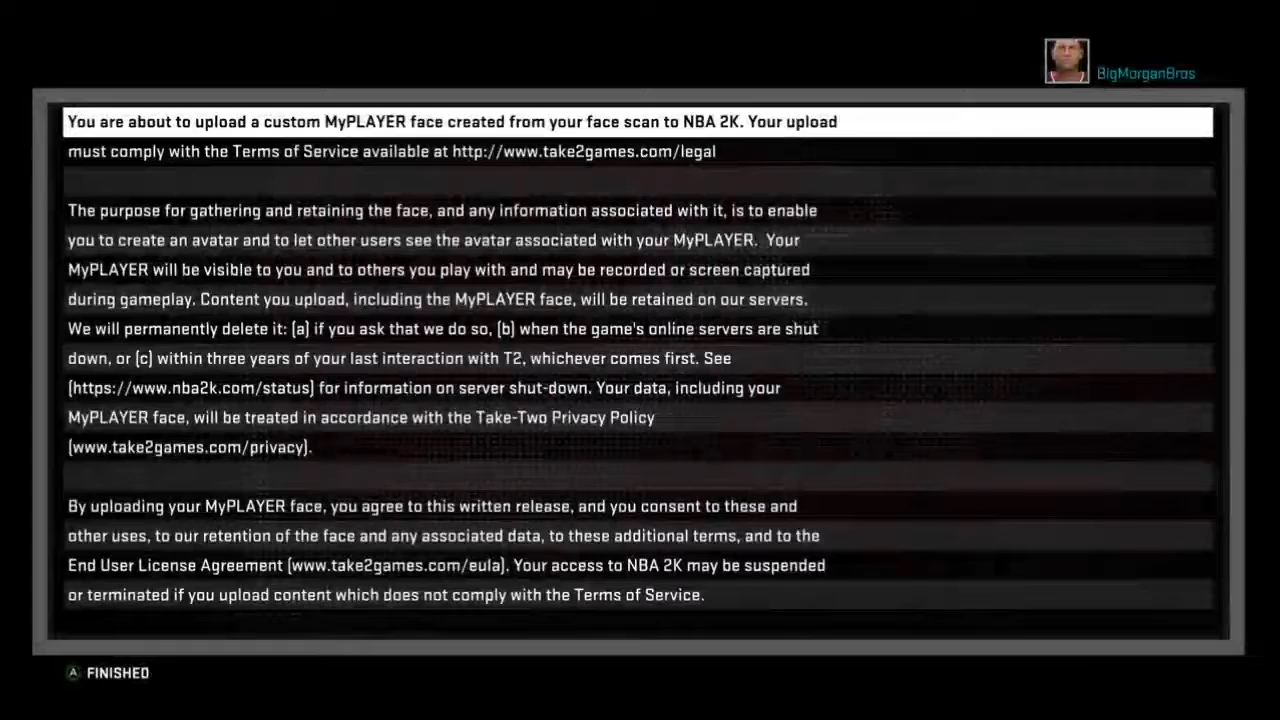 BigMorganBros
You are about to upload a custom MyPLAYER face created from your face scan to NBA 2K. Your upload
must comply with the Terms of Service available at http://www.take2games.com/legal
The purpose for gathering and retaining the face, and any information associated with it, is to enable
you to create an avatar and to let other users see the avatar associated with your MyPLAYER. Your
MyPLAYER will be visible to you and to others you play with and may be recorded or screen captured
during gameplay. Content you upload, including the MyPLAYER face, will be retained on our servers.
We will permanently delete it: (a) if you ask that we do so, (b) when the game's online servers are shut
down, or (c) within three years of your last interaction with T2, whichever comes first. See
(https://www.nba2k.com/status) for information on server shut-down. Your data, including your
MyPLAYER face, will be treated in accordance with the Take-Two Privacy Policy
(www.take2games.com/privacy).
By uploading your MyPLAYER face, you agree to this written release, and you consent to these and
other uses, to our retention of the face and any associated data, to these additional terms, and to the
End User License Agreement (www.take2games.com/eula). Your access to NBA 2K may be suspended
or terminated if you upload content which does not comply with the Terms of Service.
A FINISHED